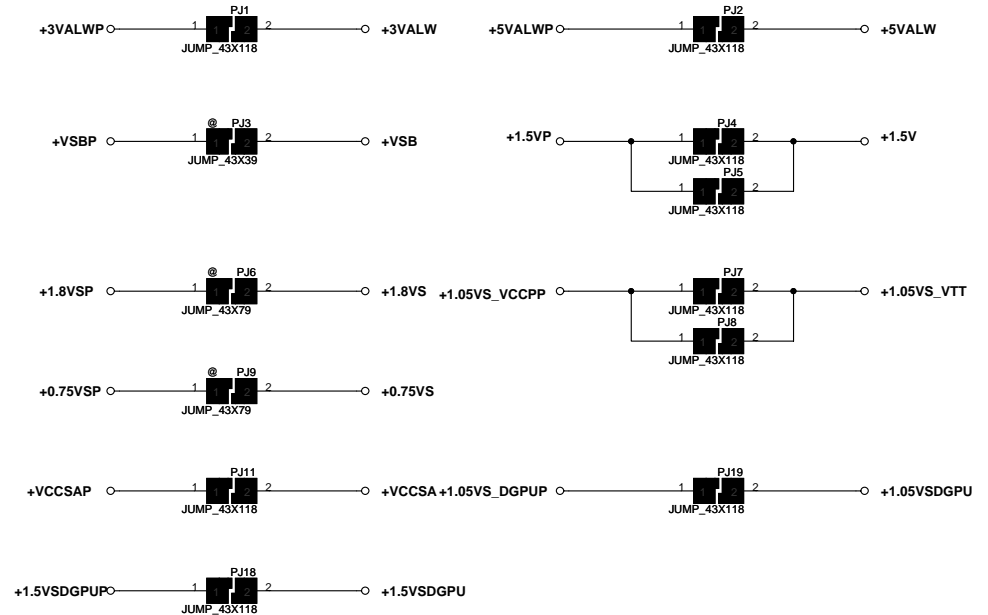 PJ1 PJ2
+3VALWP 1 1 2 2 +3VALW +5VALWP 1 1 2 2 +5VALW
JUMP_43X118 JUMP_43X118
@ PJ3 PJ4
+VSBP 1 1 2 2 +VSB +1.5VP 1 1 2 2 +1.5V
JUMP_43X39 JUMP_43X118
PJ5
1 1 2 2
JUMP_43X118
@ PJ6 PJ7
+1.8VSP 1 1 2 2 +1.8VS +1.05VS_VCCPP 1 1 2 2 +1.05VS_VTT
JUMP_43X79 JUMP_43X118
PJ8
1 1 2 2
JUMP_43X118
@ PJ9
+0.75VSP 1 1 2 2 +0.75VS
JUMP_43X79
PJ11 PJ19
+VCCSAP 1 1 2 2 +VCCSA +1.05VS_DGPUP 1 1 2 2 +1.05VSDGPU
JUMP_43X118 JUMP_43X118
PJ18
+1.5VSDGPUP 1 1 2 2 +1.5VSDGPU
JUMP_43X118